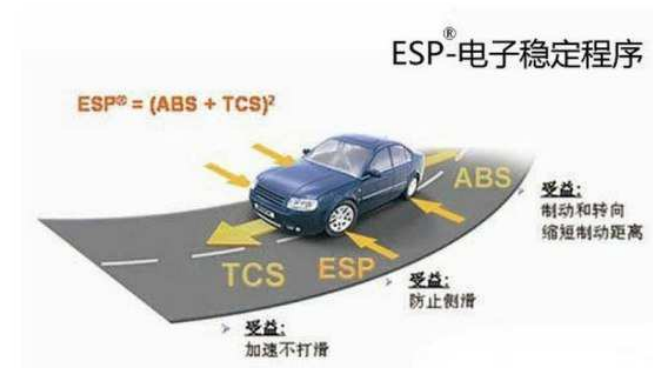 ESP®-电子稳定程序
ESP® = (ABS + TCS)²
ABS
受益:
制动和转向
缩短制动距离
TCS
ESP
受益:
防止侧滑
受益:
加速不打滑